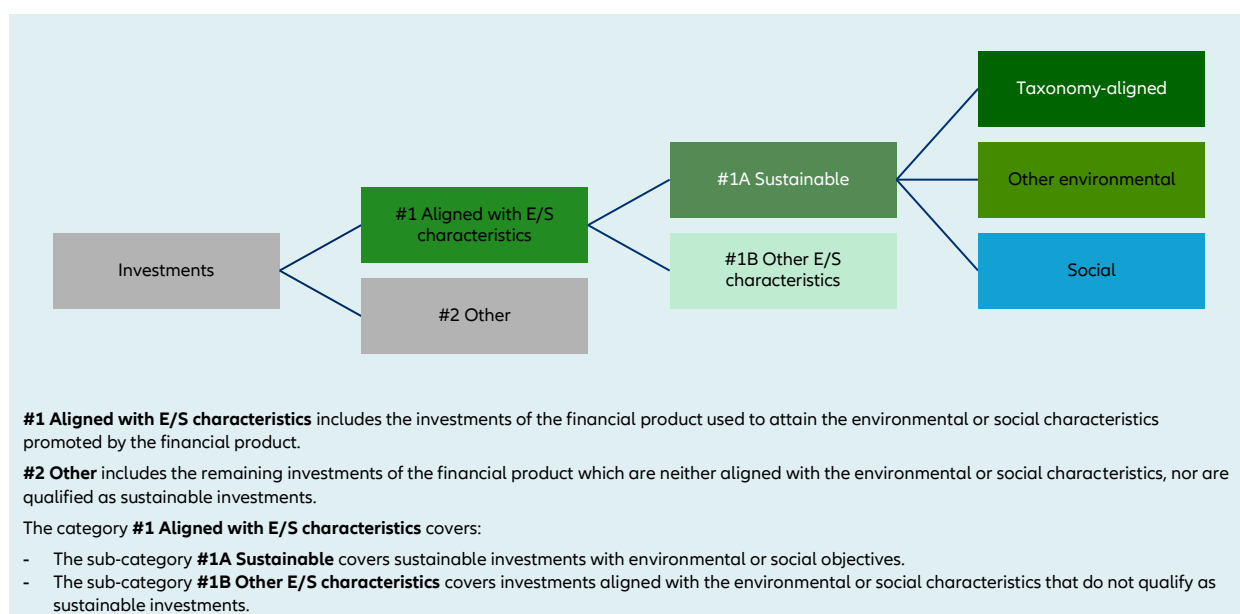 Taxonomy-aligned
#1A Sustainable
Other environmental
#1 Aligned with E/S
characteristics
#1B Other E/S
characteristics
Investments
Social
#2 Other
#1 Aligned with E/S characteristics includes the investments of the financial product used to attain the environmental or social characteristics
promoted by the financial product.
#2 Other includes the remaining investments of the financial product which are neither aligned with the environmental or social characteristics, nor are
qualified as sustainable investments.
The category #1 Aligned with E/S characteristics covers:
- The sub-category #1A Sustainable covers sustainable investments with environmental or social objectives.
- The sub-category #1B Other E/S characteristics covers investments aligned with the environmental or social characteristics that do not qualify as
sustainable investments.